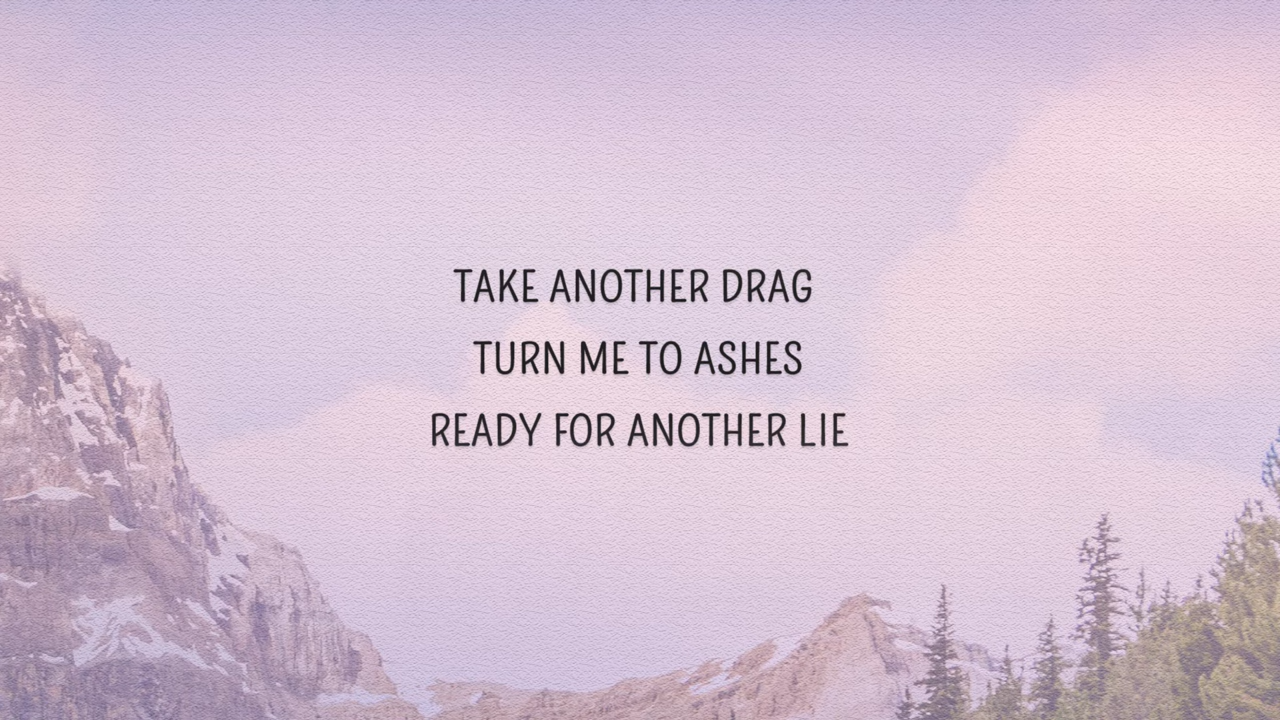 TAKE ANOTHER DRAG
TURN ME TO ASHES
READY FOR ANOTHER LIE